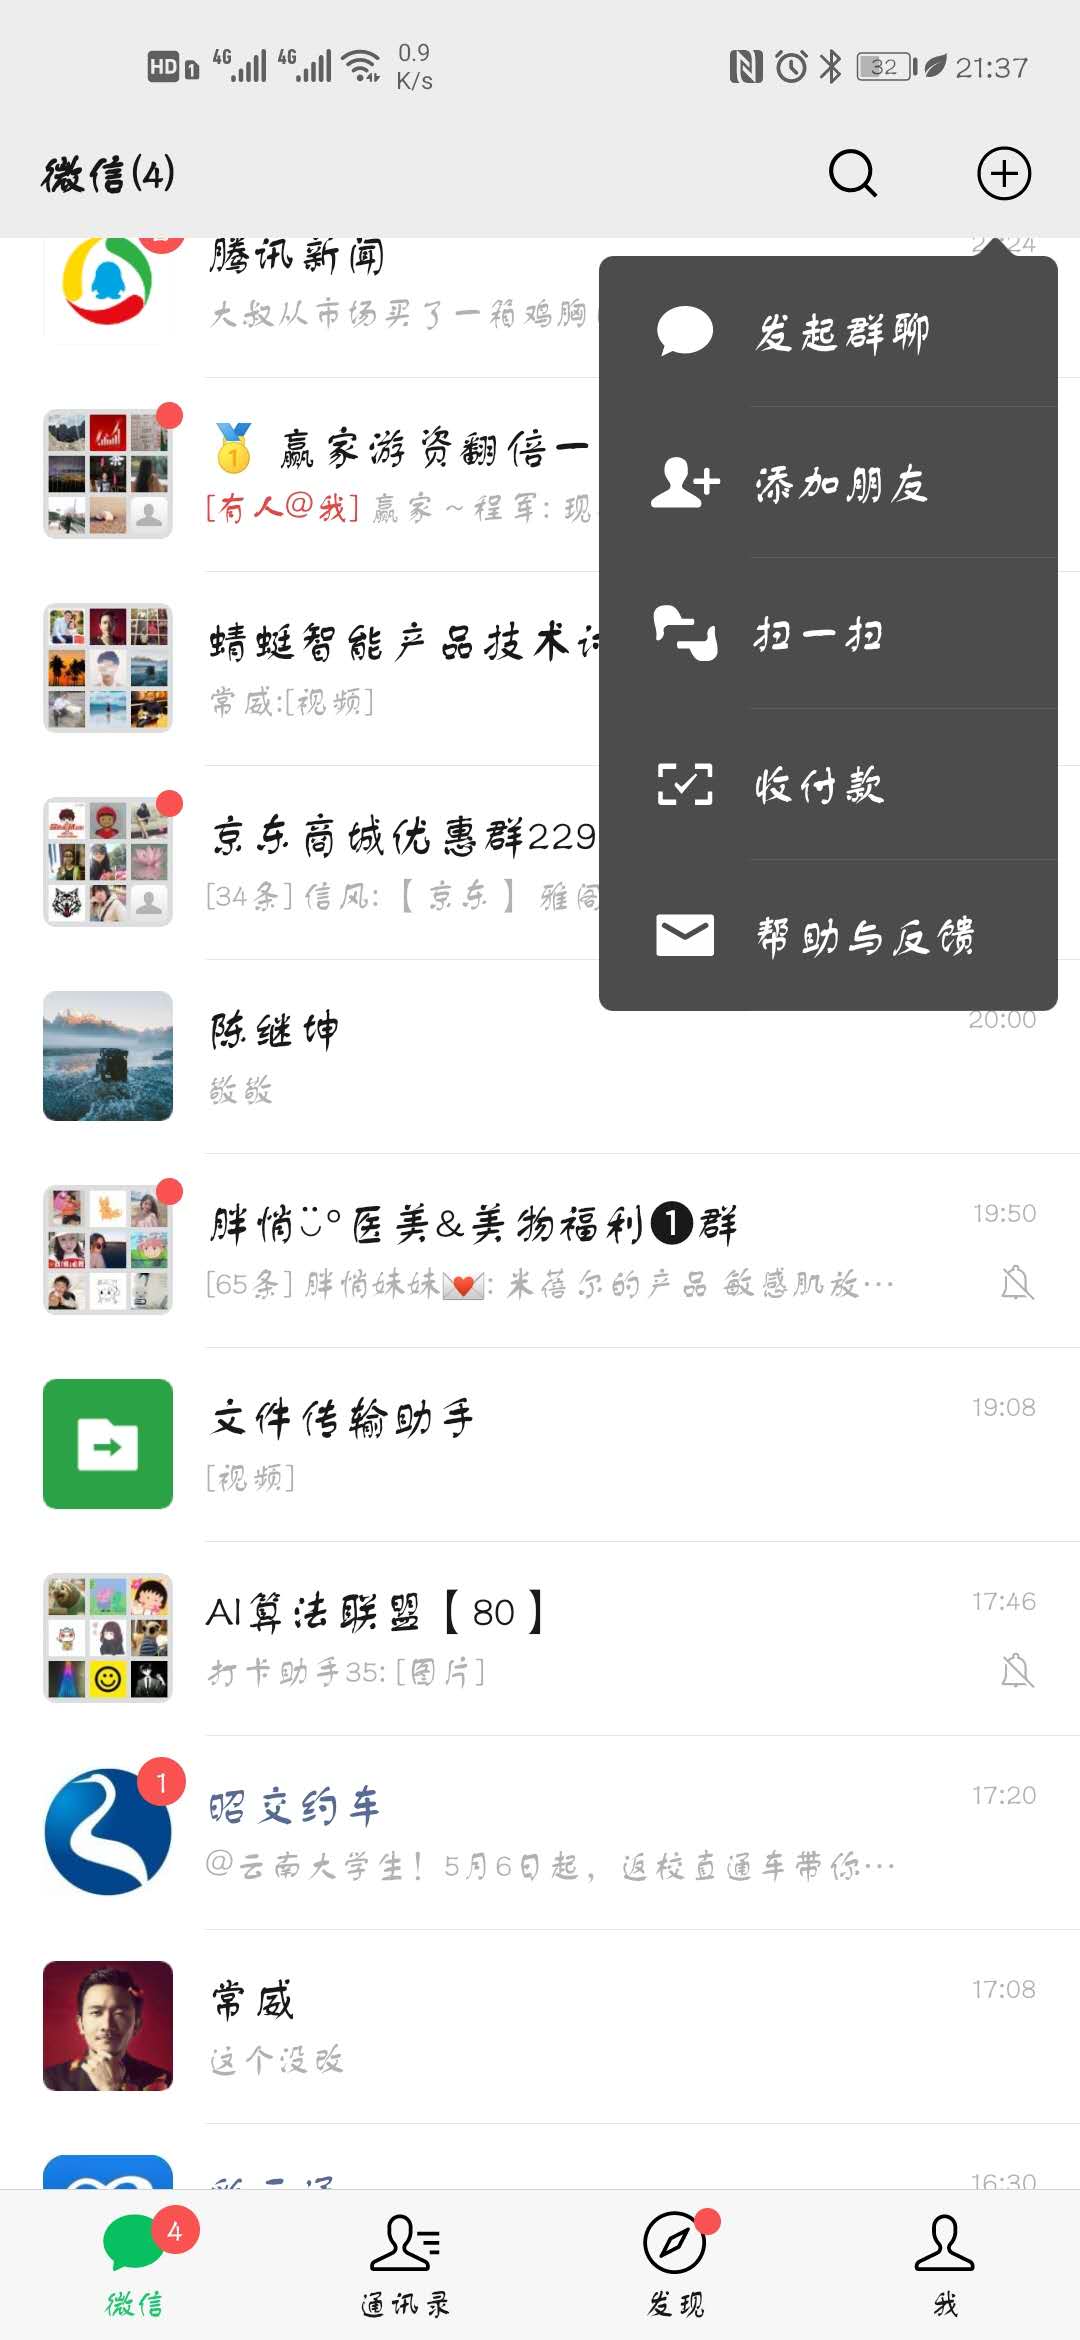 HD 1 4G 4G 0.9 K/s 32 21:37
微信(4)
腾讯新闻
大叔从市场买了一箱鸡胸
发起群聊
🥇 赢家游资翻倍一
[有人@我] 赢家~程军: 现
添加朋友
蜻蜓智能产品技术讨
常威:[视频]
扫一扫
收付款
京东商城优惠群229
[34条] 信风: 【京东】 雅阁
帮助与反馈
陈继坤
20:00
敬敬
胖悄ü°医美&美物福利❶群
19:50
[65条] 胖悄妹妹💌: 米蓓尔的产品 敏感肌放…
文件传输助手
19:08
[视频]
AI算法联盟【80】
17:46
打卡助手35: [图片]
1
昭交约车
17:20
@云南大学生! 5月6日起, 返校直通车带你…
常威
17:08
这个没改
16:30
4
微信
通讯录
发现
我